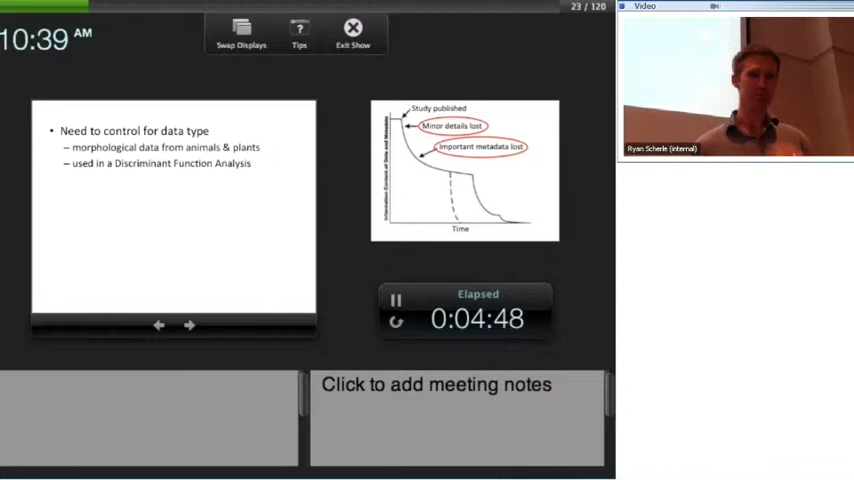 23 / 120
10:39 AM
Swap Displays
Tips
Exit Show
Video
Ryan Scherle (internal)
• Need to control for data type
– morphological data from animals & plants
– used in a Discriminant Function Analysis
Study published
Minor details lost
Important metadata lost
Information Content of Data and Metadata
Time
Elapsed
0:04:48
Click to add meeting notes